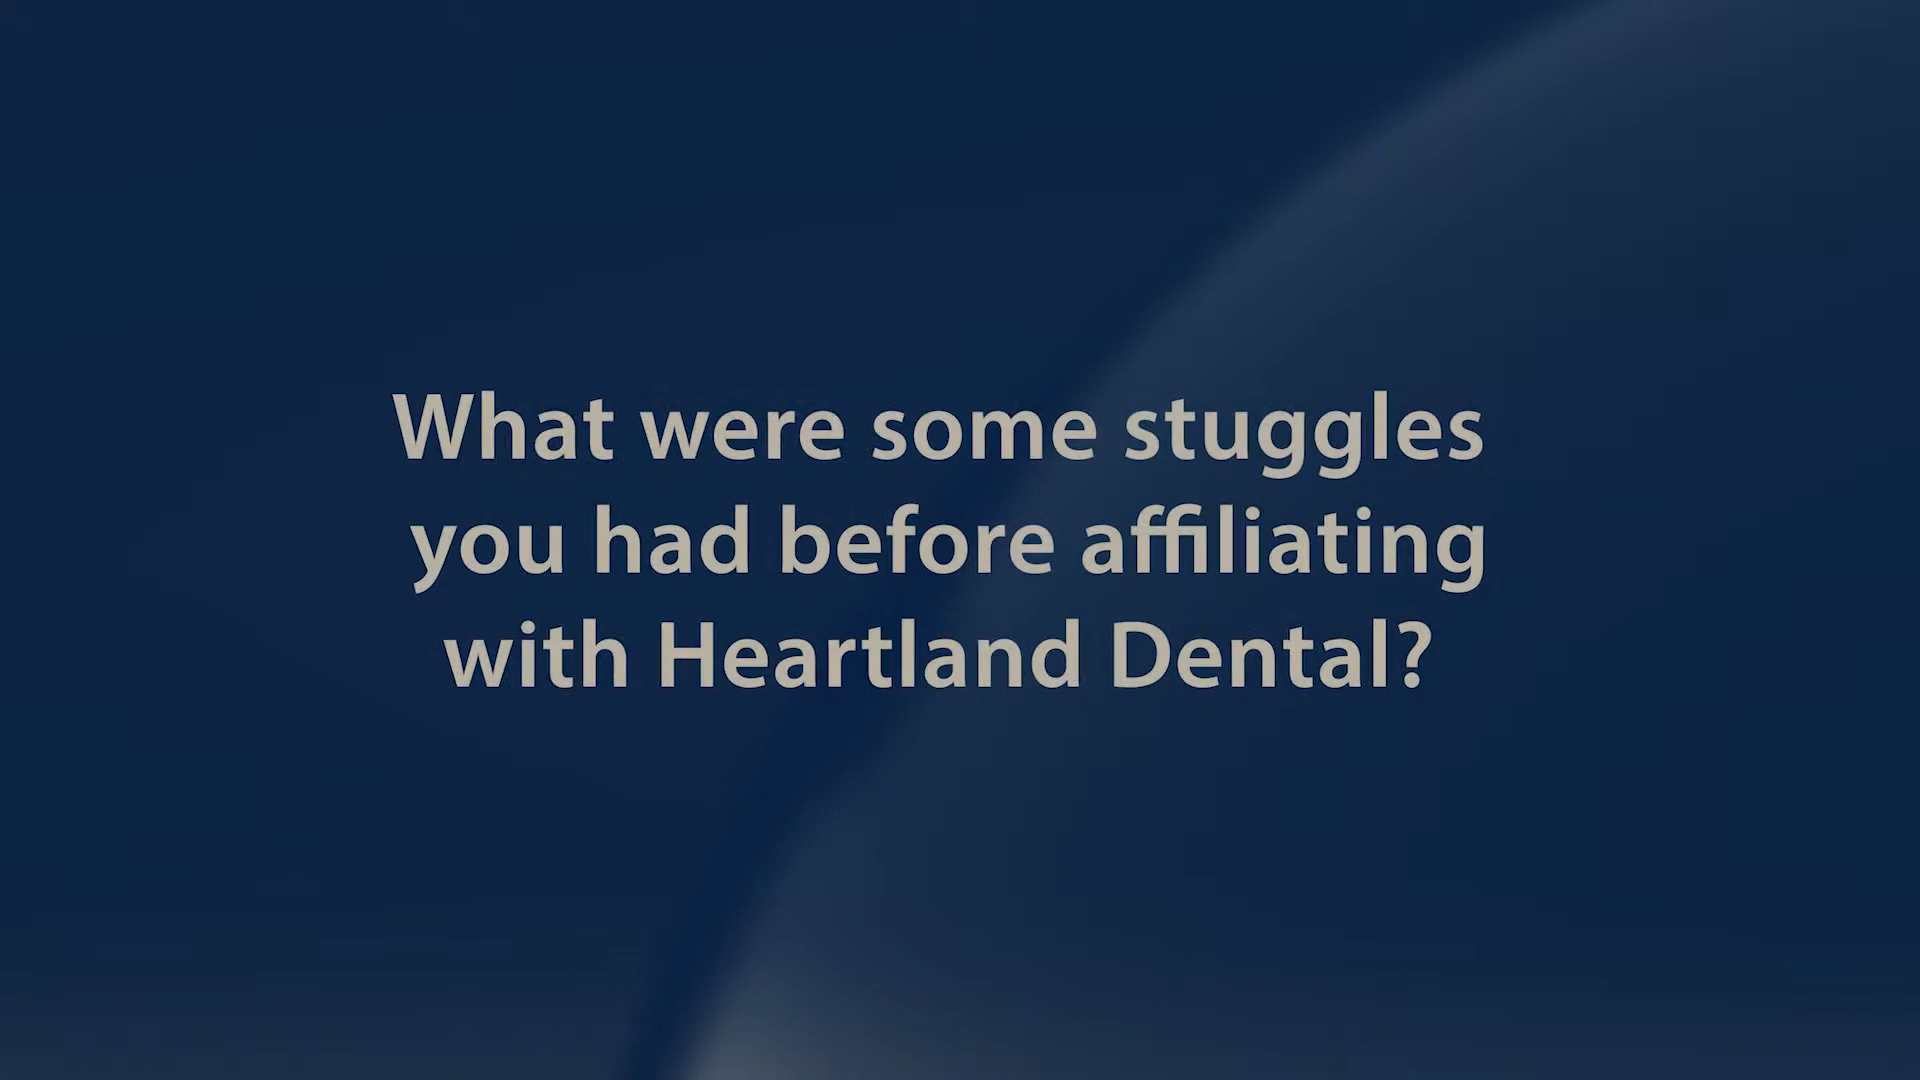 What were some stuggles
you had before affiliating
with Heartland Dental?